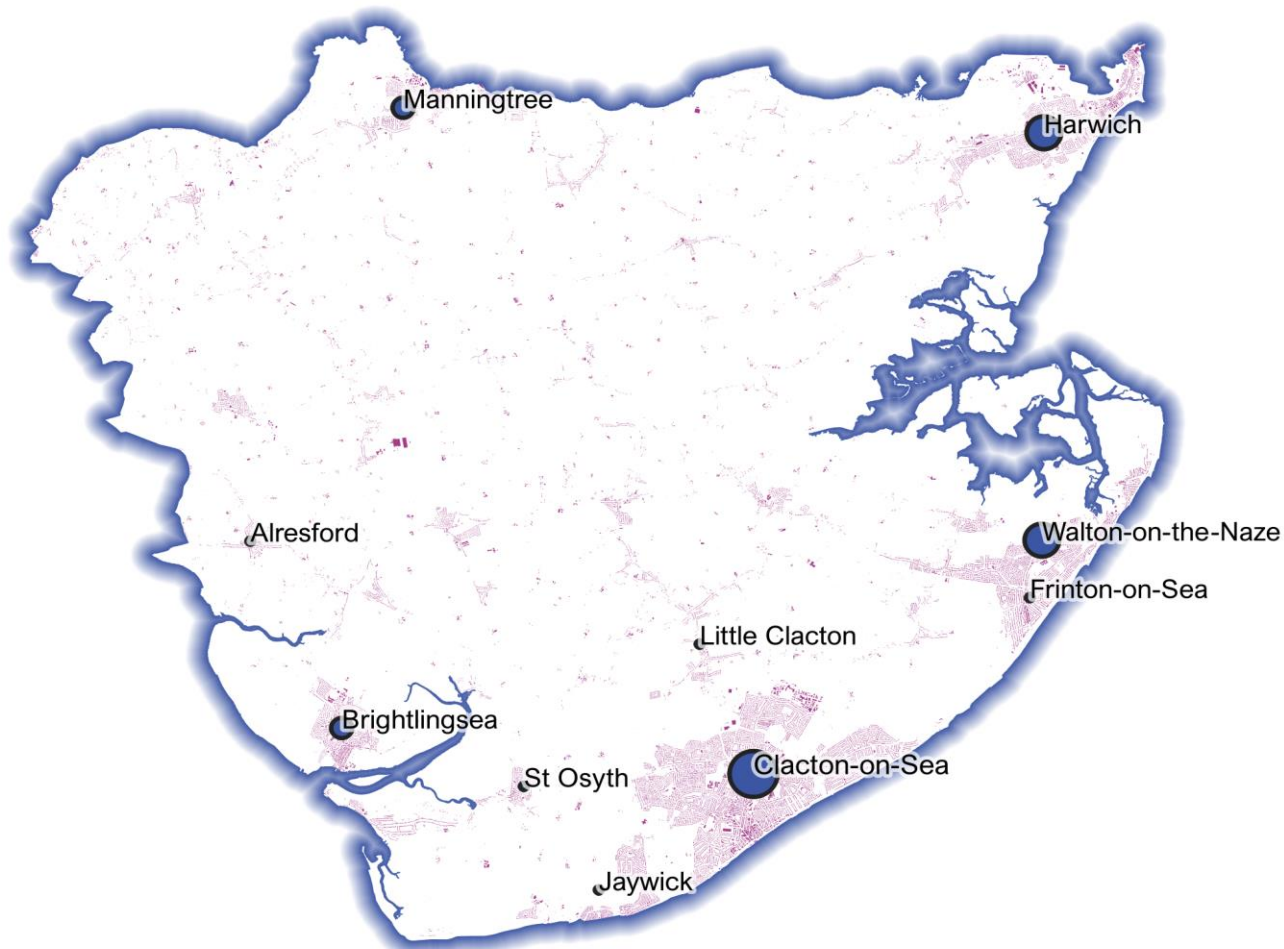 Manningtree
Harwich
Alresford
Walton-on-the-Naze
Frinton-on-Sea
Little Clacton
Brightlingsea
Clacton-on-Sea
St Osyth
Jaywick